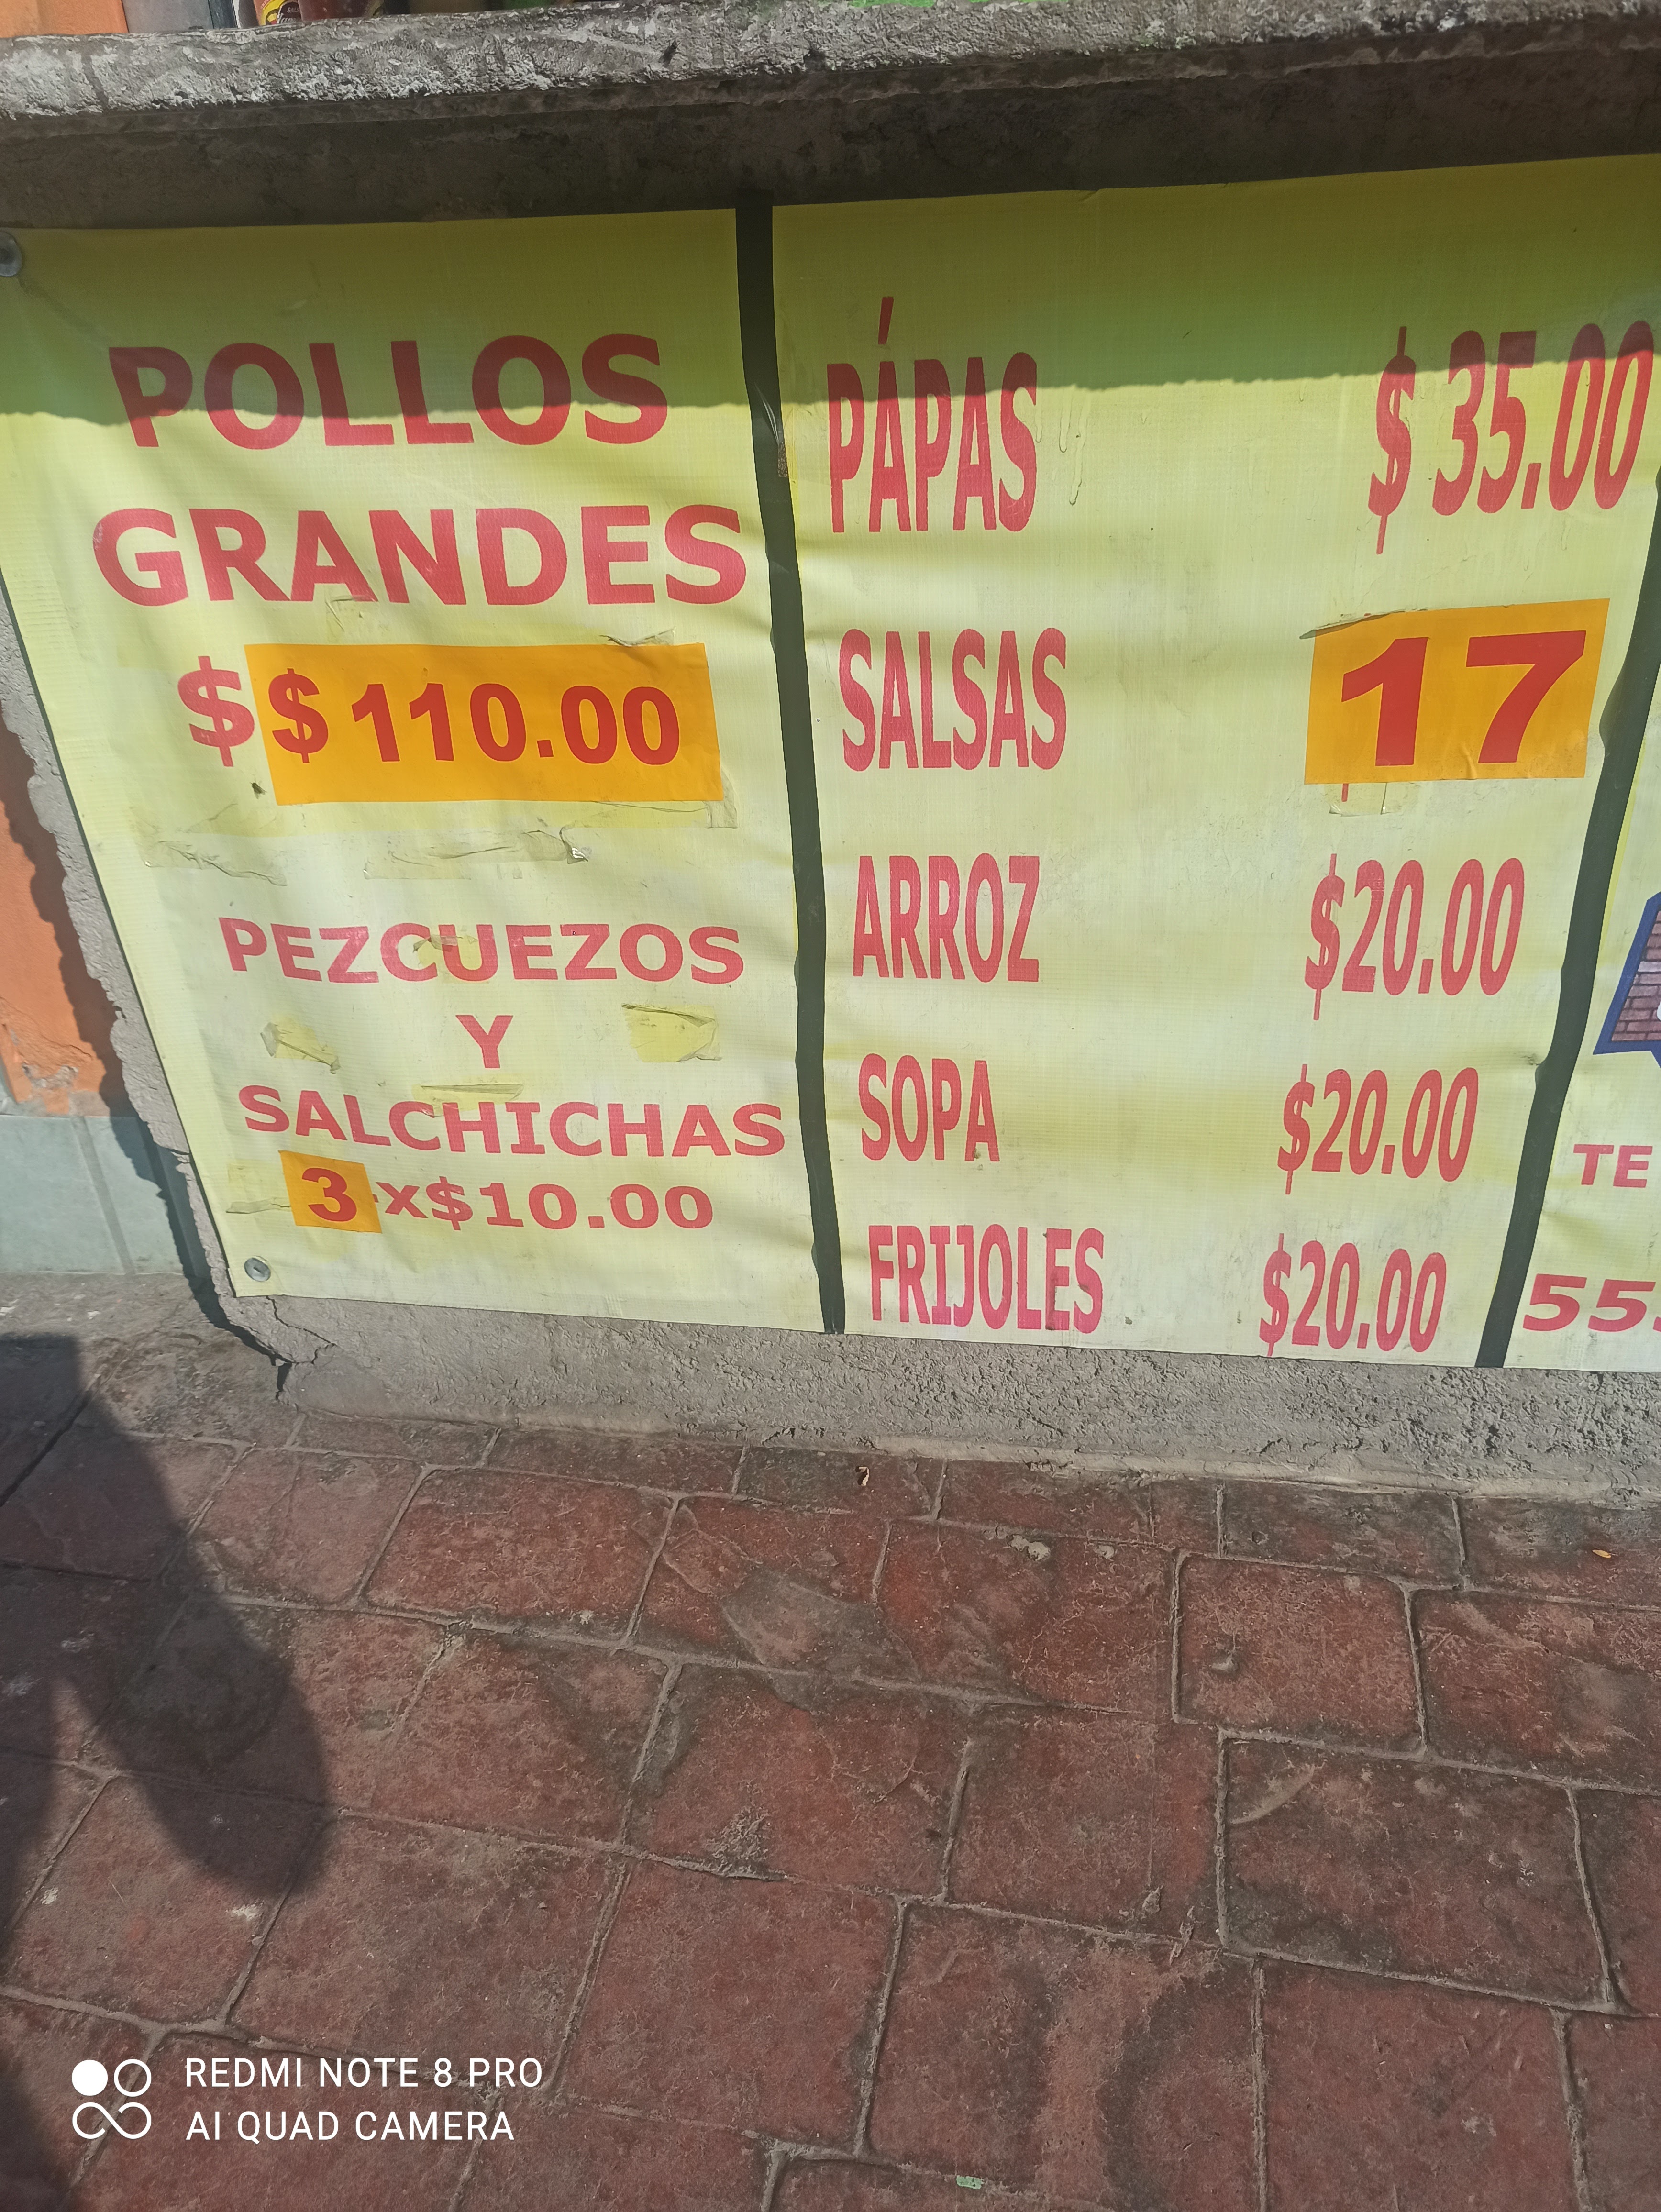 POLLOS
GRANDES
$ $ 110.00
PEZCUEZOS
Y
SALCHICHAS
3 x$10.00
PÁPAS $ 35.00
SALSAS 17
ARROZ $20.00
SOPA $20.00
FRIJOLES $20.00
TE
55
REDMI NOTE 8 PRO
AI QUAD CAMERA